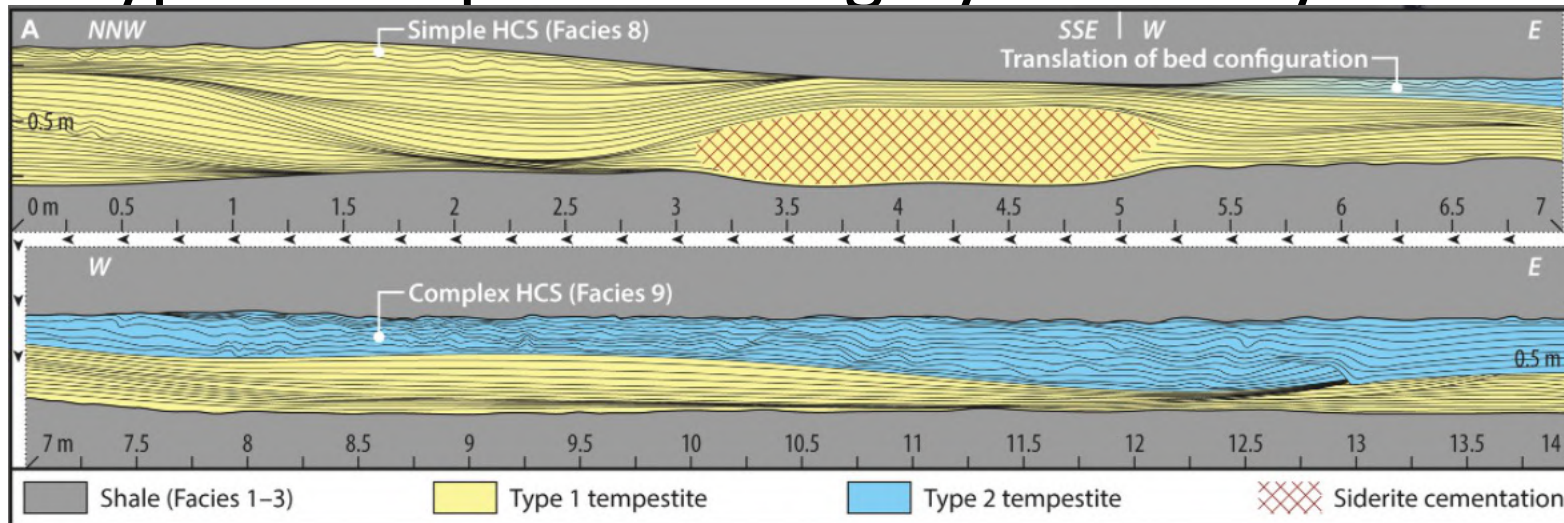 A NNW Simple HCS (Facies 8) SSE | W E
Translation of bed configuration
0.5 m
0 m 0.5 1 1.5 2 2.5 3 3.5 4 4.5 5 5.5 6 6.5 7
W E
Complex HCS (Facies 9)
0.5 m
7 m 7.5 8 8.5 9 9.5 10 10.5 11 11.5 12 12.5 13 13.5 14
Shale (Facies 1–3) Type 1 tempestite Type 2 tempestite Siderite cementation